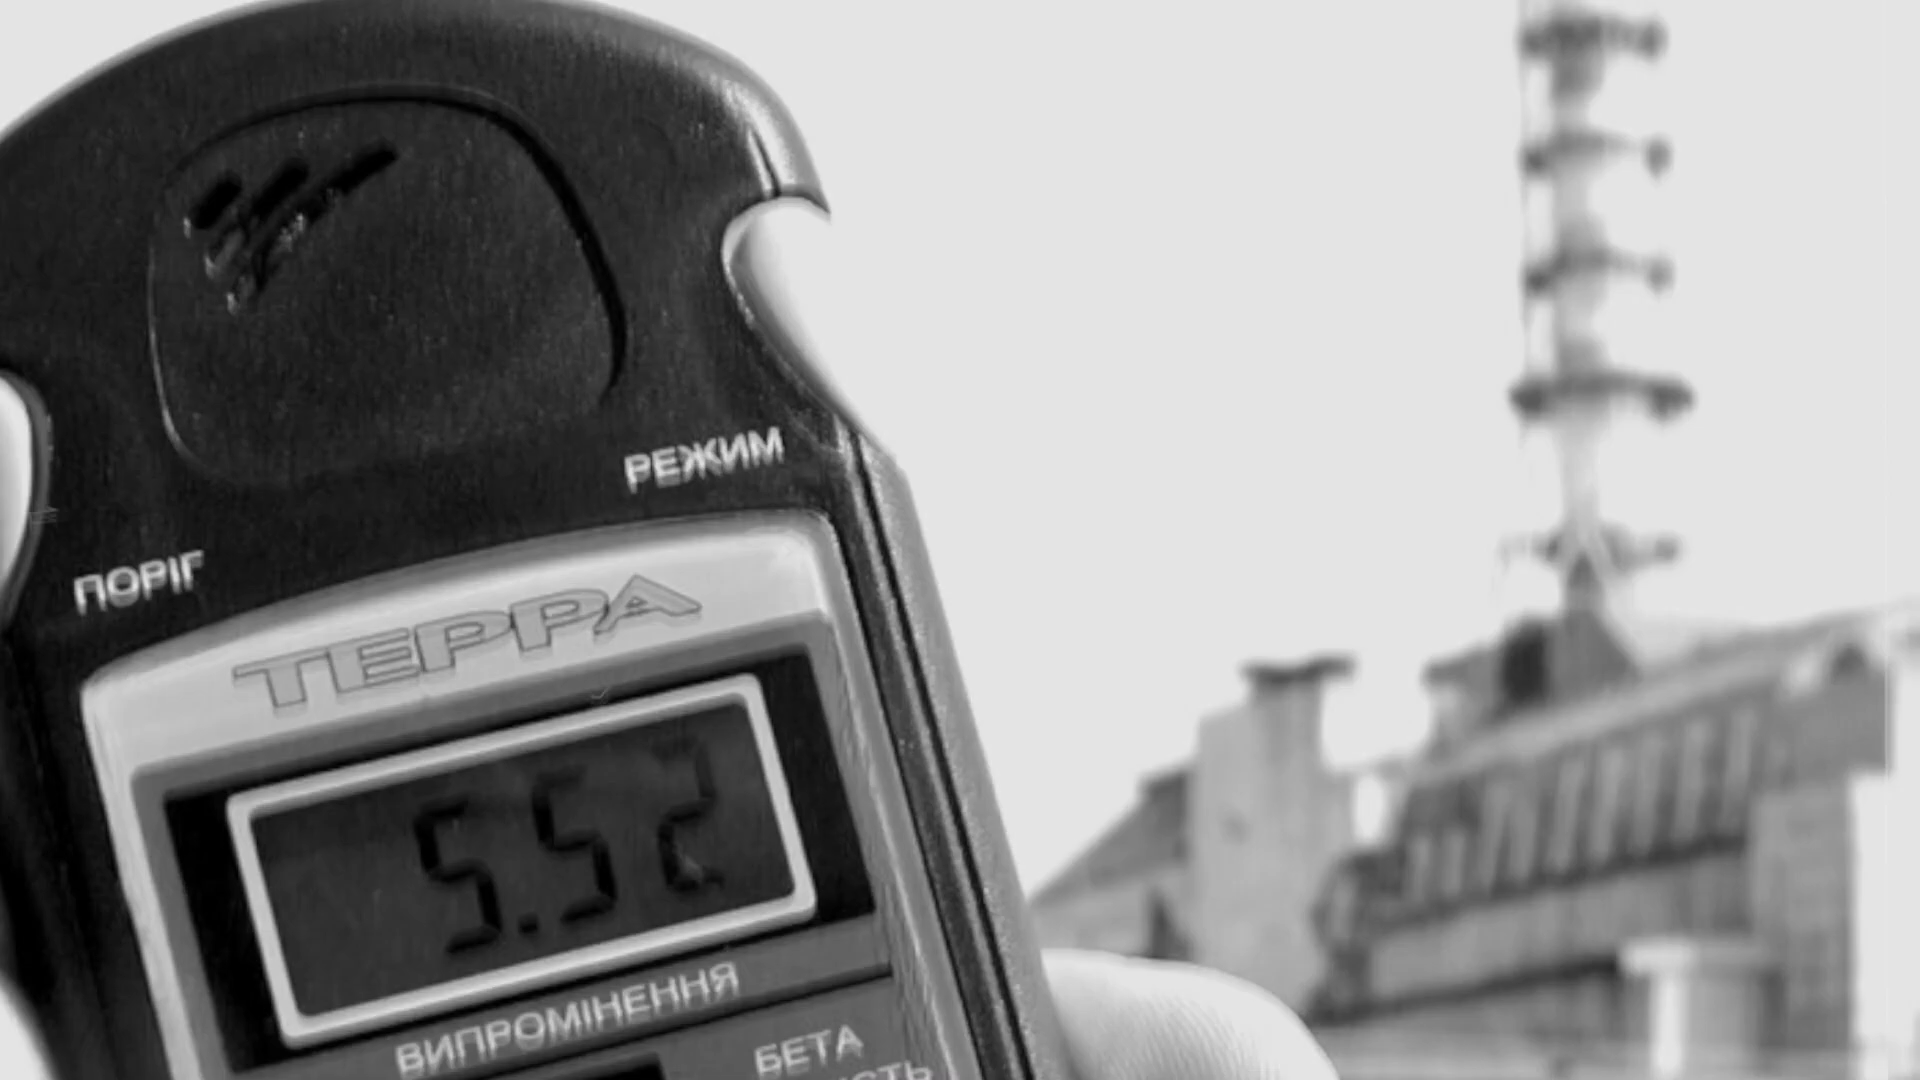 РЕЖИМ
ПОРІГ
ТЕРРА
5.52
ВИПРОМІНЕННЯ
БЕТА